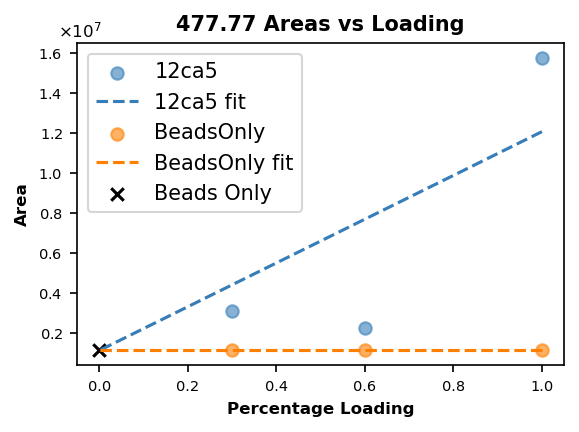 477.77 Areas vs Loading
×10⁷
12ca5
12ca5 fit
BeadsOnly
BeadsOnly fit
Beads Only
1.6
1.4
1.2
1.0
0.8
0.6
0.4
0.2
Area
0.0 0.2 0.4 0.6 0.8 1.0
Percentage Loading